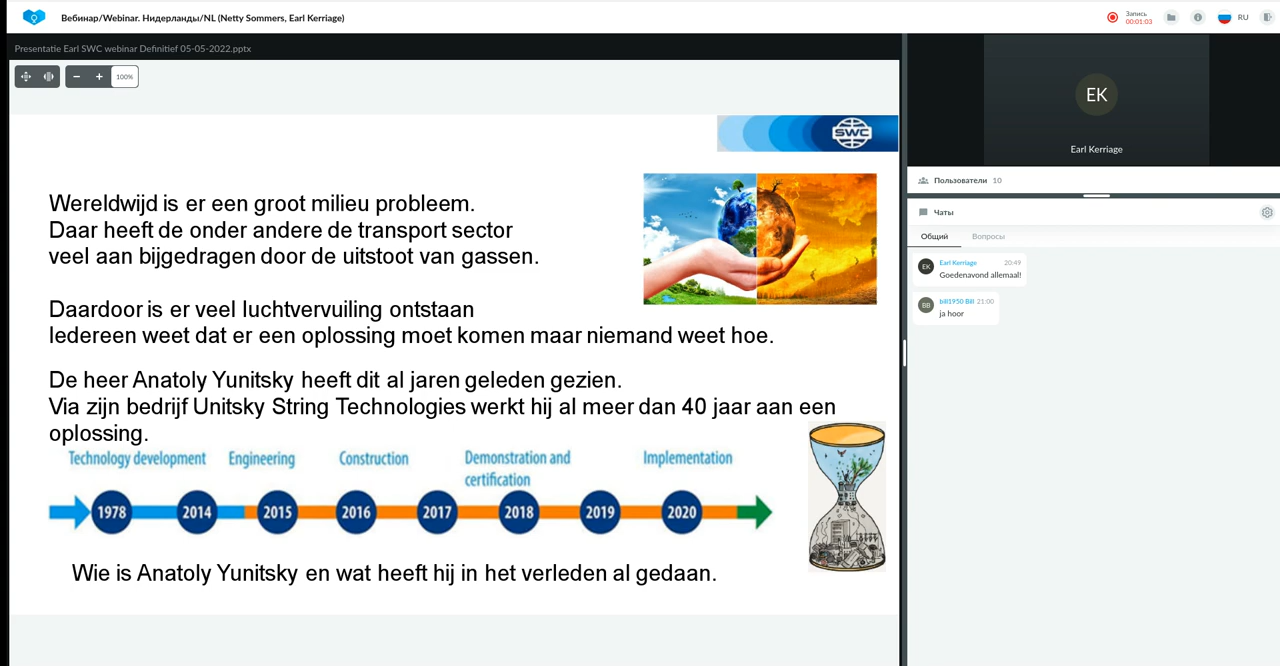 Вебинар/Webinar. Нидерланды/NL (Netty Sommers, Earl Kerriage)
Запись
00:01:03
RU
Presentatie Earl SWC webinar Definitief 05-05-2022.pptx
100%
SWC
Wereldwijd is er een groot milieu probleem.
Daar heeft de onder andere de transport sector
veel aan bijgedragen door de uitstoot van gassen.
Daardoor is er veel luchtvervuiling ontstaan
Iedereen weet dat er een oplossing moet komen maar niemand weet hoe.
De heer Anatoly Yunitsky heeft dit al jaren geleden gezien.
Via zijn bedrijf Unitsky String Technologies werkt hij al meer dan 40 jaar aan een
oplossing.
Technology development Engineering Construction Demonstration and Implementation
certification
1978 2014 2015 2016 2017 2018 2019 2020
Wie is Anatoly Yunitsky en wat heeft hij in het verleden al gedaan.
EK
Earl Kerriage
Пользователи 10
Чаты
Общий Вопросы
EK Earl Kerriage 20:49
Goedenavond allemaal!
BB bill1950 Bill 21:00
ja hoor